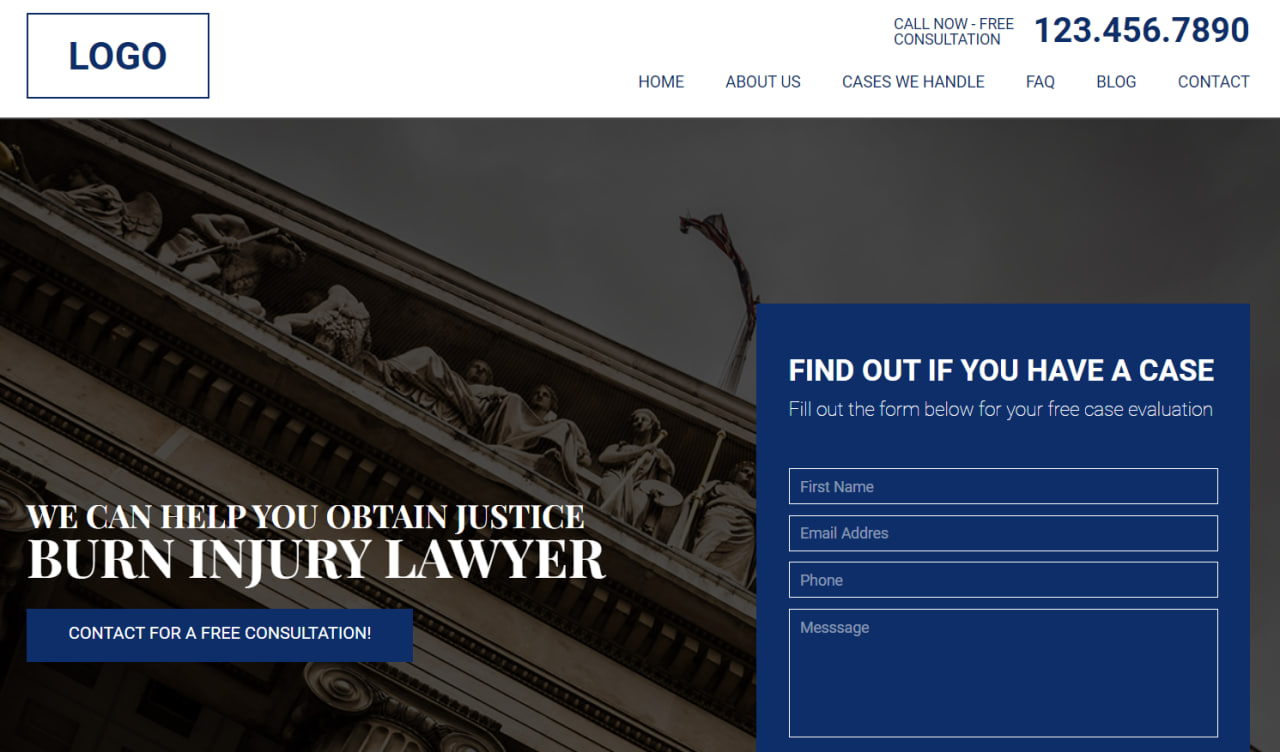 LOGO
CALL NOW - FREE
CONSULTATION
123.456.7890
HOME ABOUT US CASES WE HANDLE FAQ BLOG CONTACT
WE CAN HELP YOU OBTAIN JUSTICE
BURN INJURY LAWYER
CONTACT FOR A FREE CONSULTATION!
FIND OUT IF YOU HAVE A CASE
Fill out the form below for your free case evaluation
First Name
Email Addres
Phone
Messsage